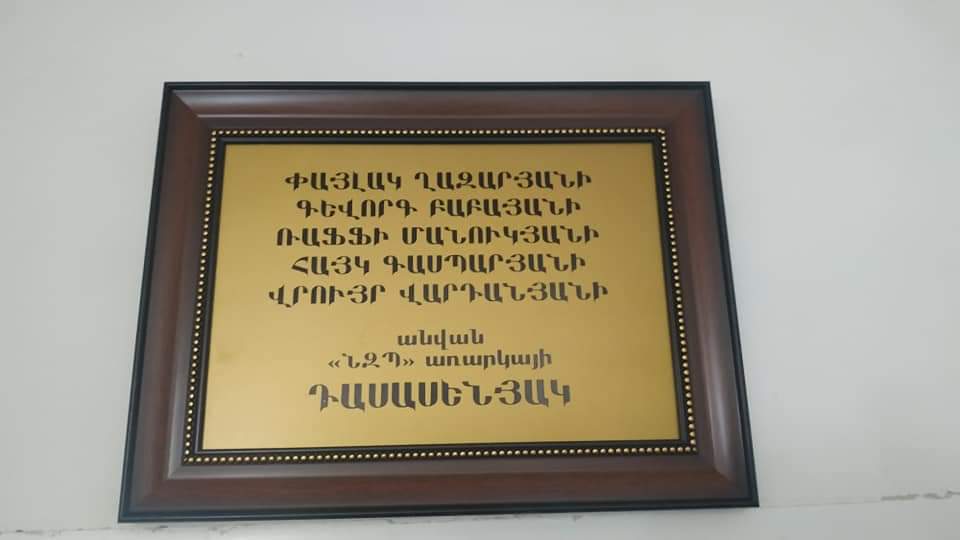 ՓԱՅԼԱԿ ՂԱԶԱՐՅԱՆԻ
ԳԵՎՈՐԳ ԲԱԲԱՅԱՆԻ
ՌԱՖՖԻ ՄԱՆՈՒԿՅԱՆԻ
ՀԱՅԿ ԳԱՍՊԱՐՅԱՆԻ
ՎՐՈՒՅՐ ՎԱՐԴԱՆՅԱՆԻ
անվան
«ՆԶՊ» առարկայի
ԴԱՍԱՍԵՆՅԱԿ